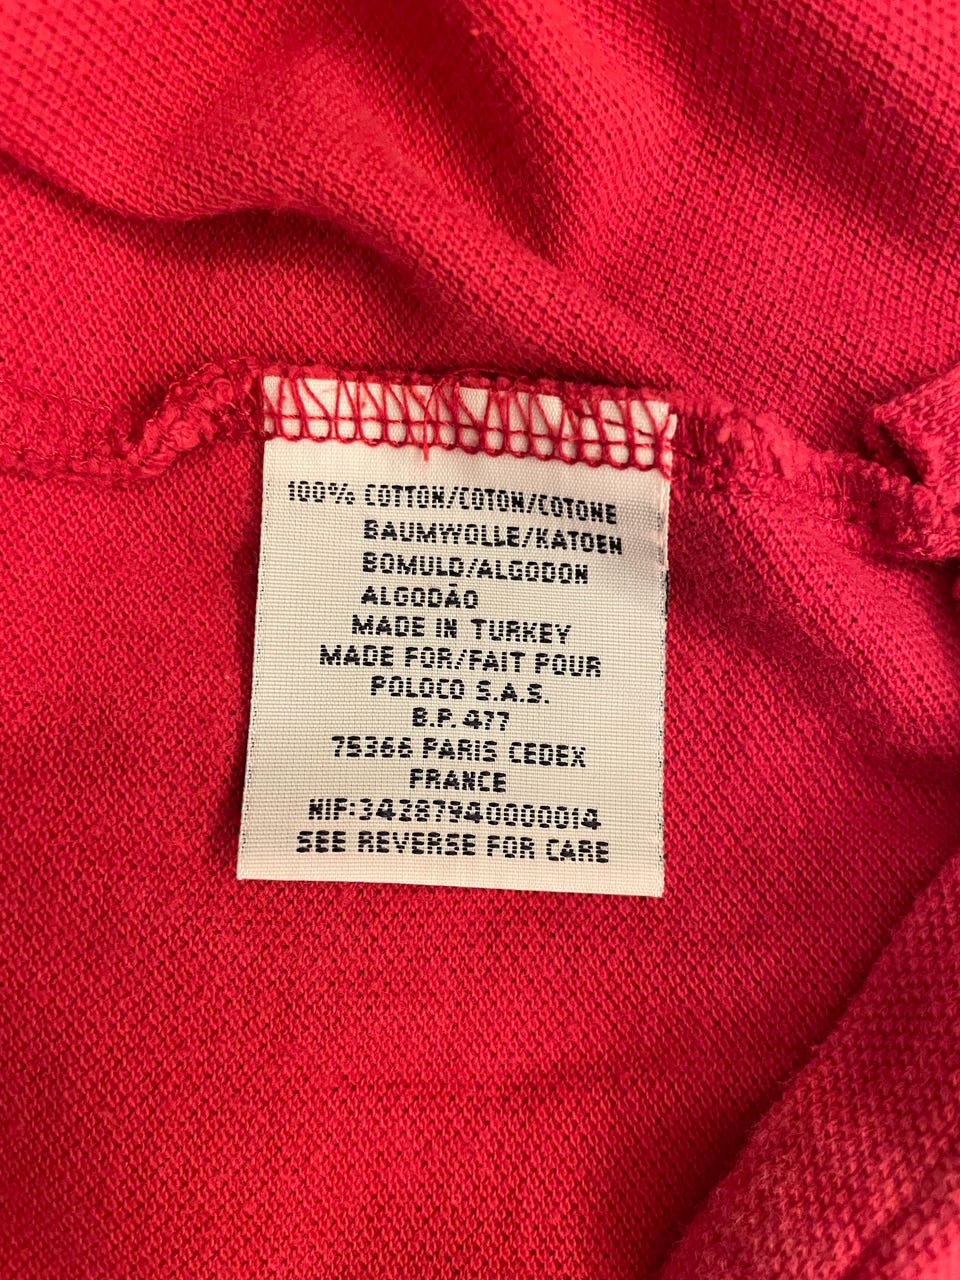 100% COTTON/COTON/COTONE
BAUMWOLLE/KATOEN
BOMULD/ALGODON
ALGODÃO
MADE IN TURKEY
MADE FOR/FAIT POUR
POLOCO S.A.S.
B.P. 477
75366 PARIS CEDEX
FRANCE
NIF:34287940000014
SEE REVERSE FOR CARE